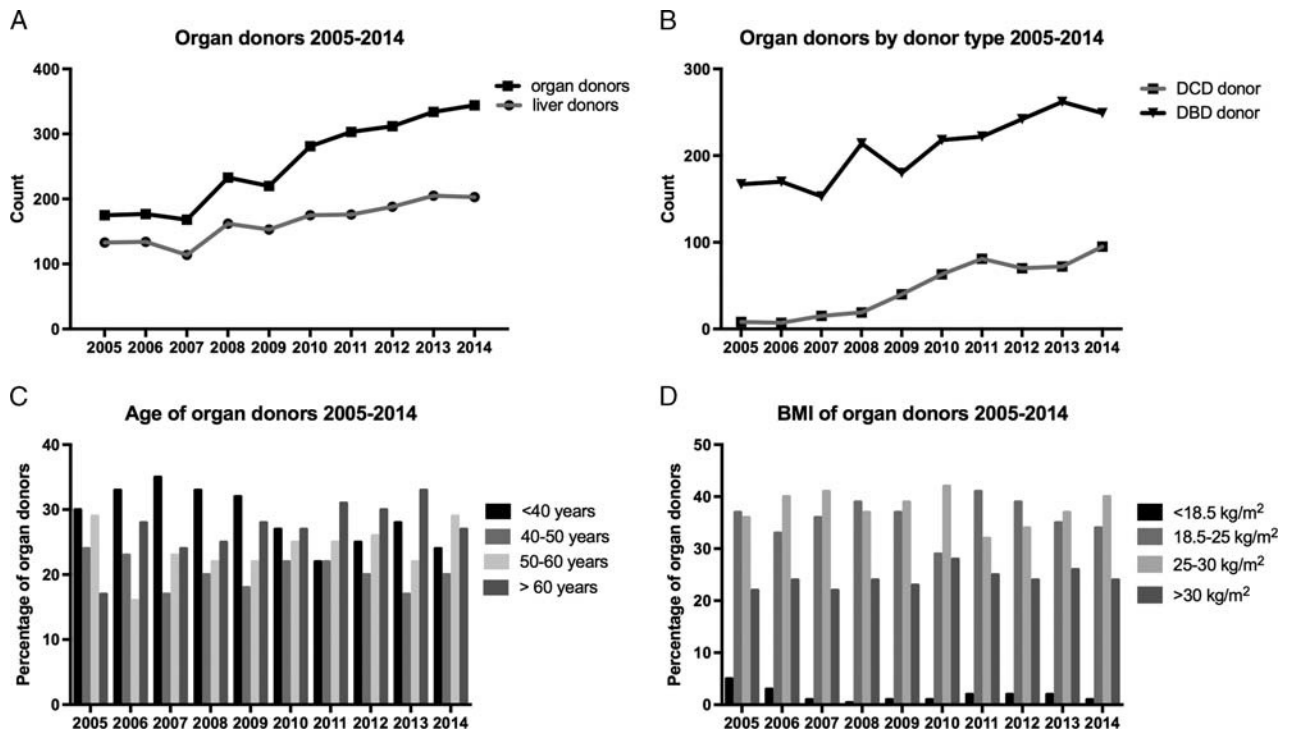 A
Organ donors 2005-2014
Count
400
300
200
100
0
2005 2006 2007 2008 2009 2010 2011 2012 2013 2014
organ donors
liver donors
B
Organ donors by donor type 2005-2014
Count
300
200
100
0
2005 2006 2007 2008 2009 2010 2011 2012 2013 2014
DCD donor
DBD donor
C
Age of organ donors 2005-2014
Percentage of organ donors
40
30
20
10
0
2005 2006 2007 2008 2009 2010 2011 2012 2013 2014
<40 years
40-50 years
50-60 years
> 60 years
D
BMI of organ donors 2005-2014
Percentage of organ donors
50
40
30
20
10
0
2005 2006 2007 2008 2009 2010 2011 2012 2013 2014
<18.5 kg/m²
18.5-25 kg/m²
25-30 kg/m²
>30 kg/m²